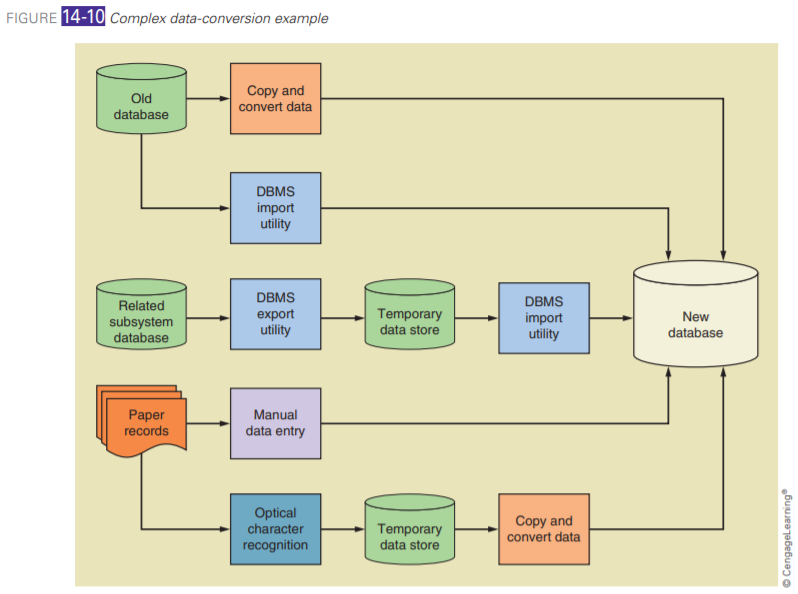 FIGURE 14-10 Complex data-conversion example
Old
database
Copy and
convert data
DBMS
import
utility
Related
subsystem
database
DBMS
export
utility
Temporary
data store
DBMS
import
utility
New
database
Paper
records
Manual
data entry
Optical
character
recognition
Temporary
data store
Copy and
convert data
© CengageLearning®